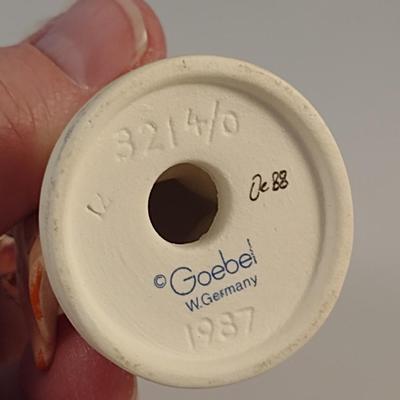 321 4/0
Oe 88
© Goebel
W. Germany
1987